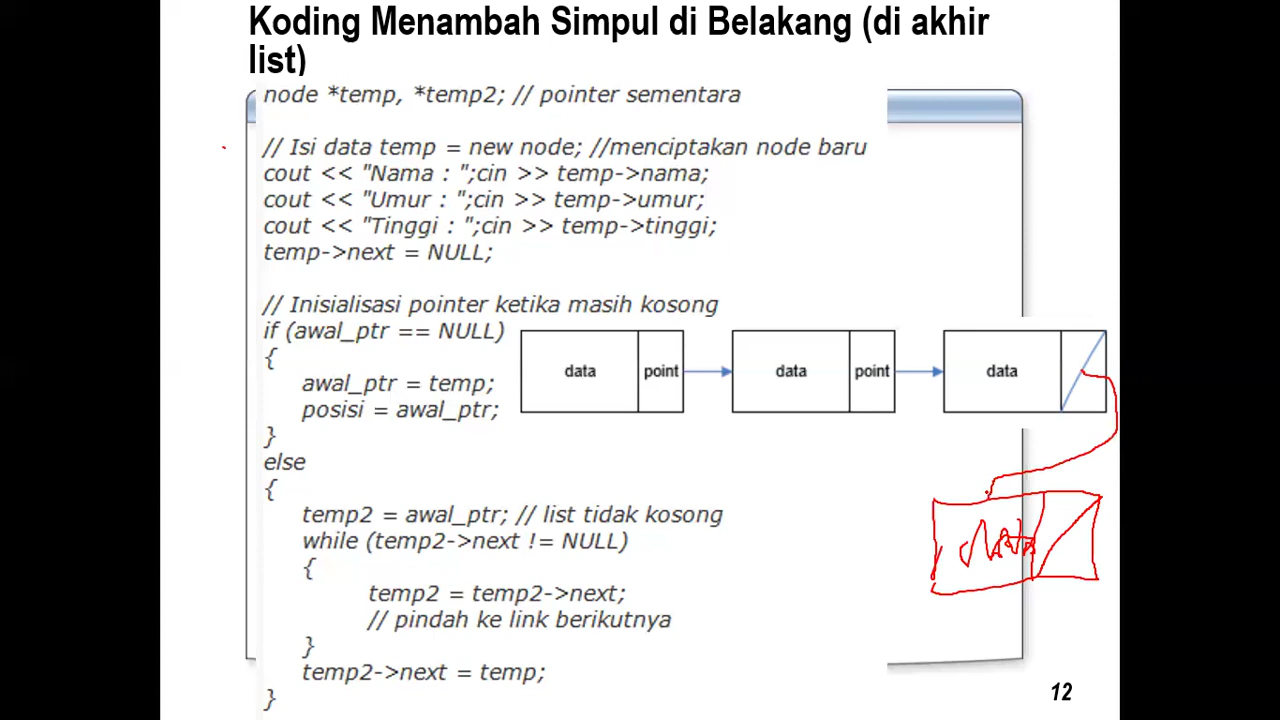 Koding Menambah Simpul di Belakang (di akhir
list)
node *temp, *temp2; // pointer sementara
// Isi data temp = new node; //menciptakan node baru
cout << "Nama : ";cin >> temp->nama;
cout << "Umur : ";cin >> temp->umur;
cout << "Tinggi : ";cin >> temp->tinggi;
temp->next = NULL;
// Inisialisasi pointer ketika masih kosong
if (awal_ptr == NULL)
{
awal_ptr = temp;
posisi = awal_ptr;
}
else
{
temp2 = awal_ptr; // list tidak kosong
while (temp2->next != NULL)
{
temp2 = temp2->next;
// pindah ke link berikutnya
}
temp2->next = temp;
}
data point data point data
data
12